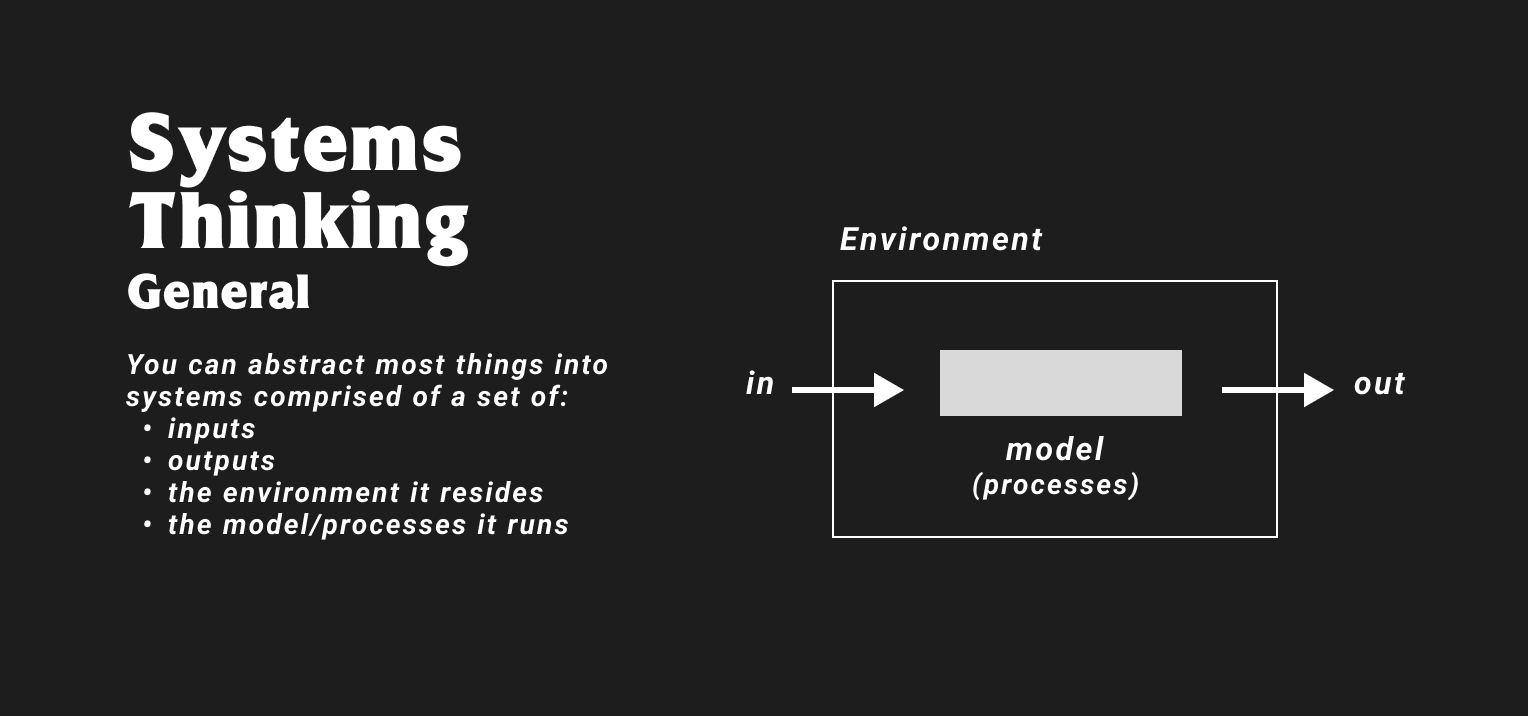 Systems
Thinking
General
You can abstract most things into
systems comprised of a set of:
• inputs
• outputs
• the environment it resides
• the model/processes it runs
Environment
in
out
model
(processes)